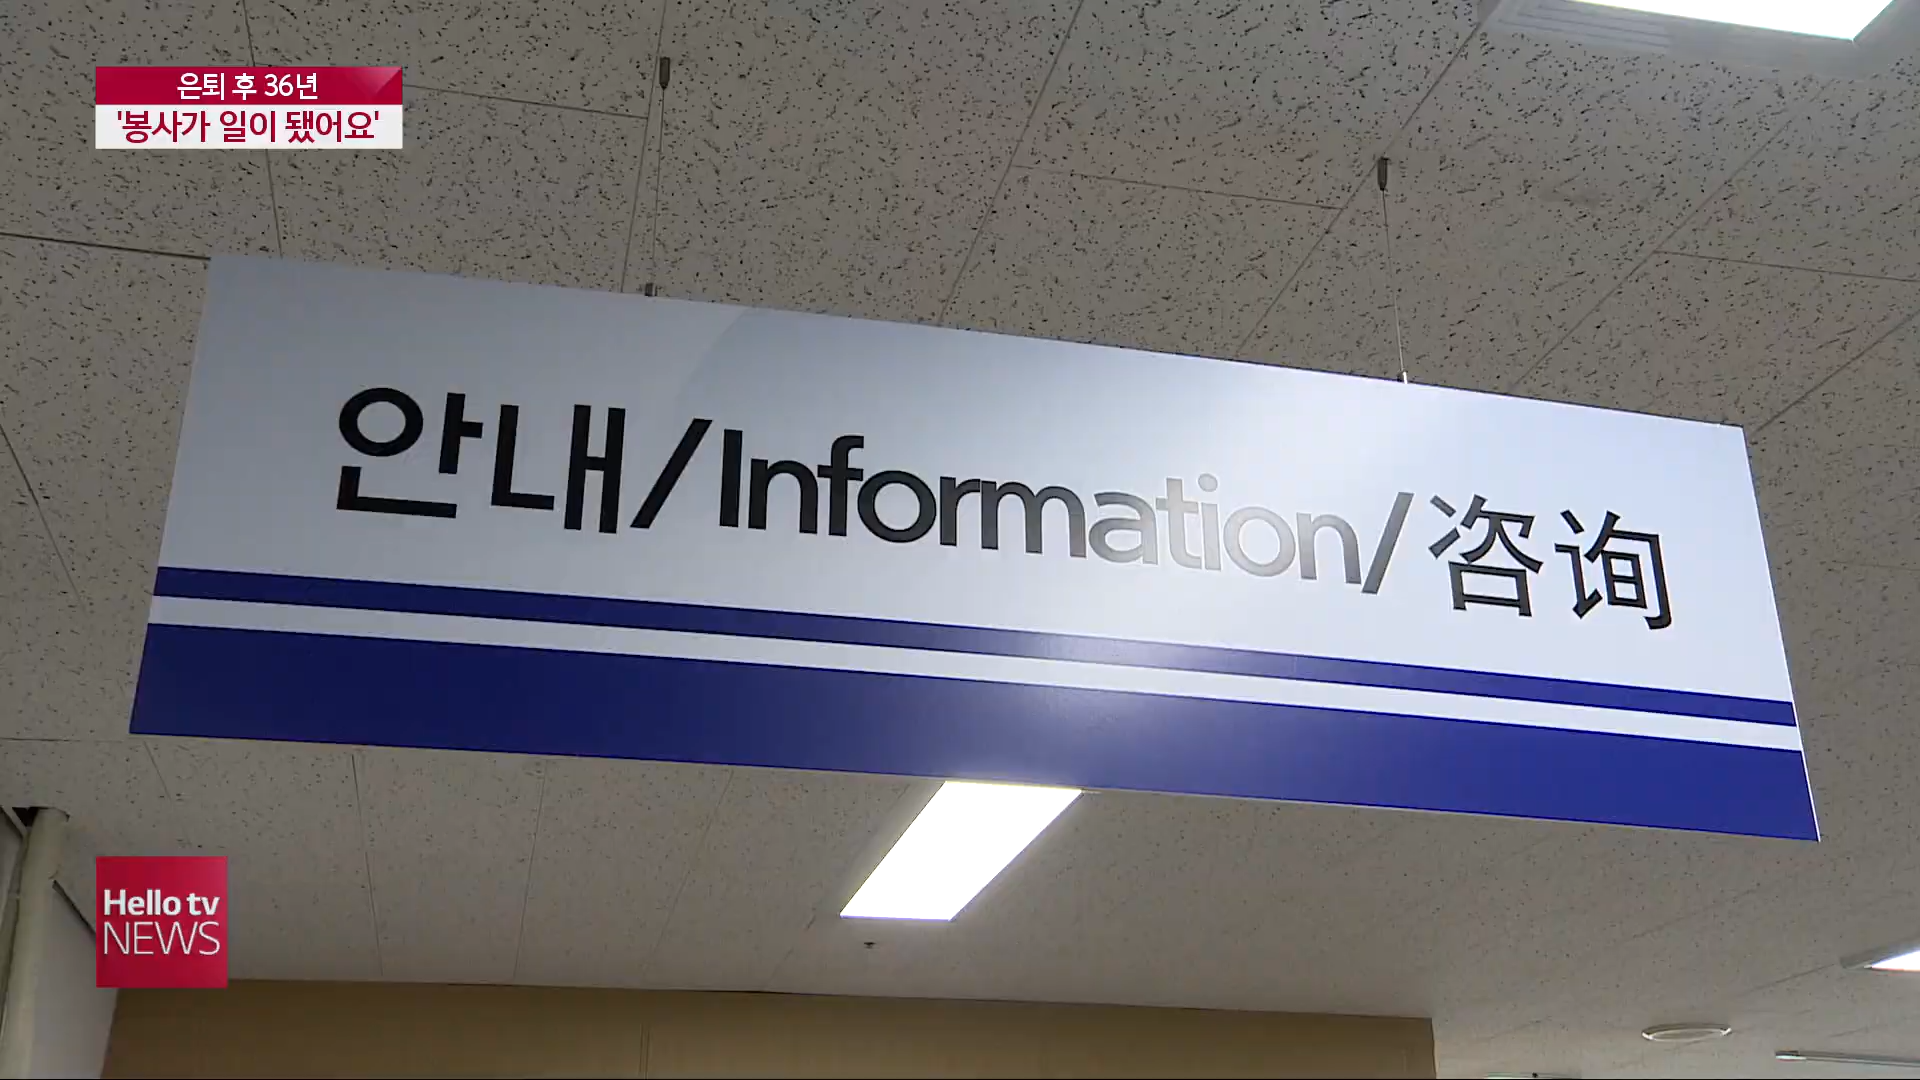 은퇴 후 36년
'봉사가 일이 됐어요'
안내/Information/咨询
Hello tv
NEWS